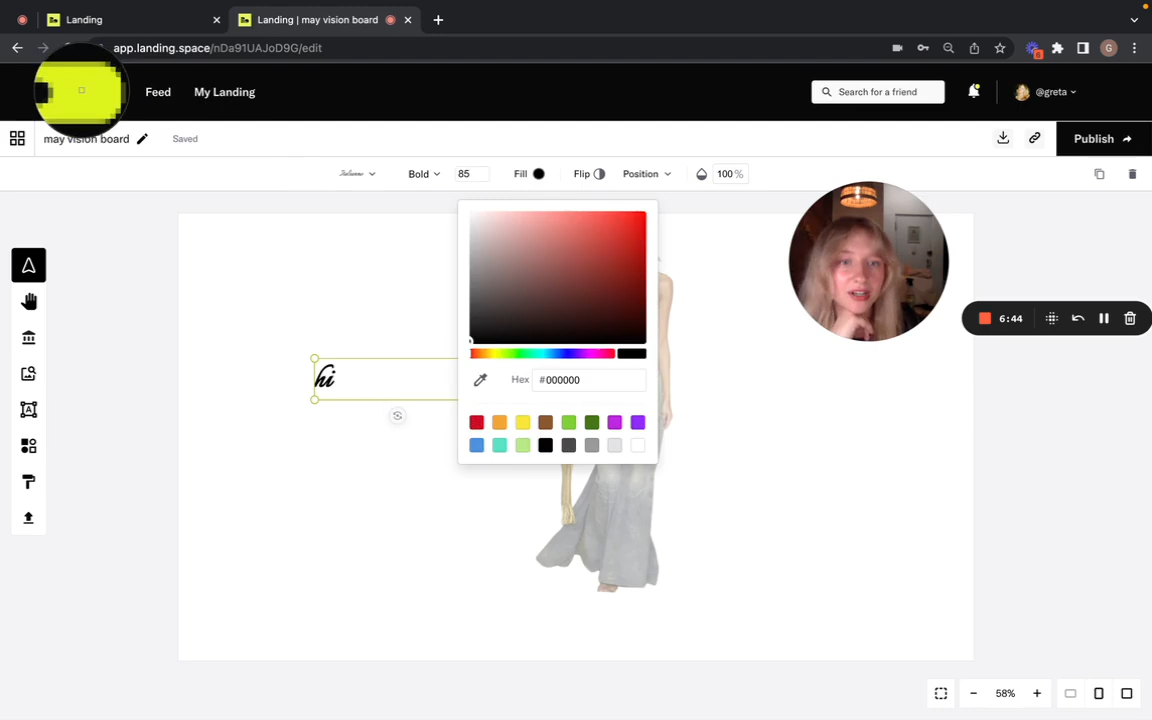 Landing
Landing | may vision board
app.landing.space/nDa91UAJoD9G/edit
G
Feed
My Landing
Search for a friend
@greta
may vision board
Saved
Publish
Italianno
Bold
85
Fill
Flip
Position
100 %
6:44
hi
Hex
#000000
58%